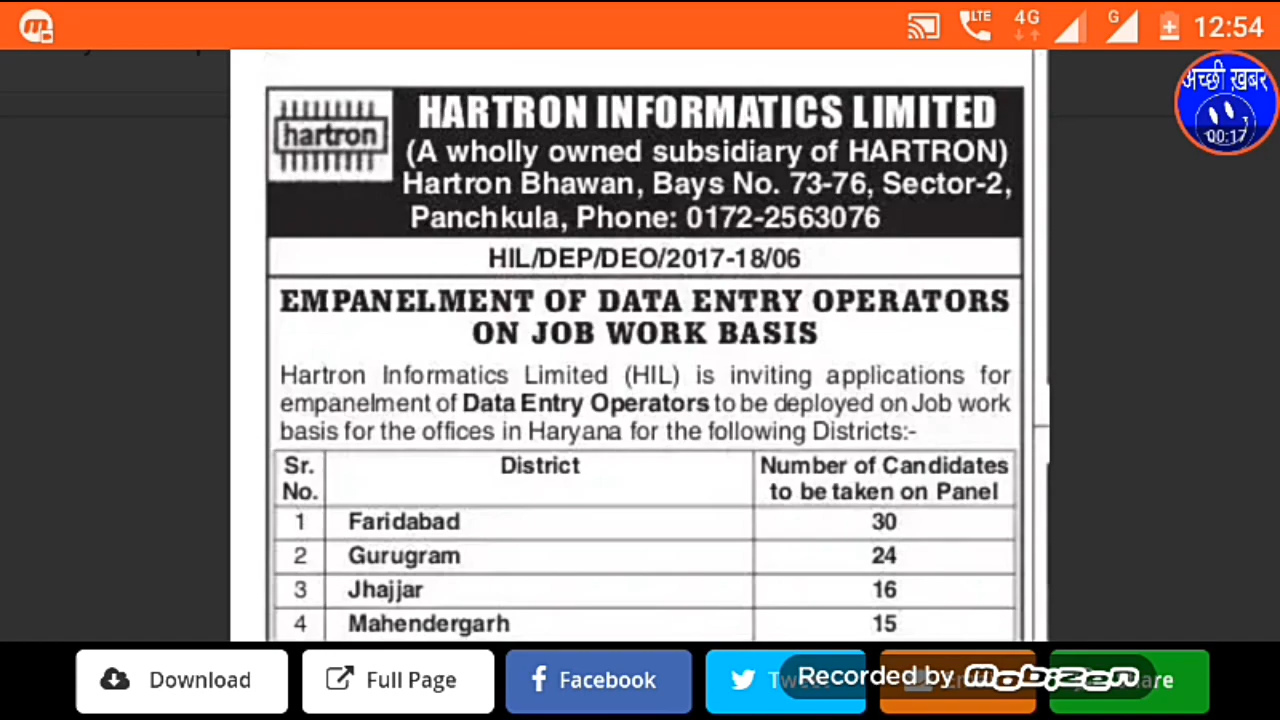 LTE 4G G 12:54
अच्छी ख़बर
00:17
hartron
HARTRON INFORMATICS LIMITED
(A wholly owned subsidiary of HARTRON)
Hartron Bhawan, Bays No. 73-76, Sector-2,
Panchkula, Phone: 0172-2563076
HIL/DEP/DEO/2017-18/06
EMPANELMENT OF DATA ENTRY OPERATORS
ON JOB WORK BASIS
Hartron Informatics Limited (HIL) is inviting applications for
empanelment of Data Entry Operators to be deployed on Job work
basis for the offices in Haryana for the following Districts:-
Sr. No. District Number of Candidates to be taken on Panel
1 Faridabad 30
2 Gurugram 24
3 Jhajjar 16
4 Mahendergarh 15
Download Full Page Facebook Recorded by mobizen